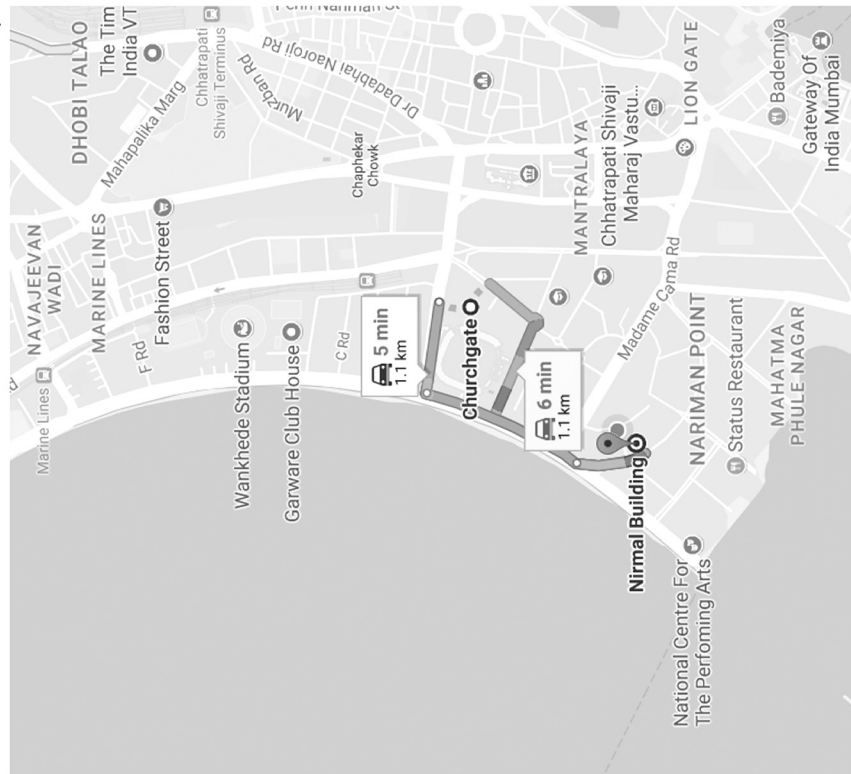 DHOBI TALAO
The Tim
India VT
Chhatrapati
Shivaji Terminus
Dr Dadabhai Naoroji Rd
Murzban Rd
Mahapalika Marg
NAVAJEEVAN
WADI
MARINE LINES
Marine Lines
Fashion Street
Chaphekar
Chowk
F Rd
C Rd
Wankhede Stadium
Garware Club House
5 min
1.1 km
Churchgate
6 min
1.1 km
MANTRALAYA
Chhatrapati Shivaji
Maharaj Vastu...
LION GATE
Bademiya
Gateway Of
India Mumbai
Madame Cama Rd
NARIMAN POINT
Status Restaurant
MAHATMA
PHULE NAGAR
Nirmal Building
National Centre For
The Perfoming Arts